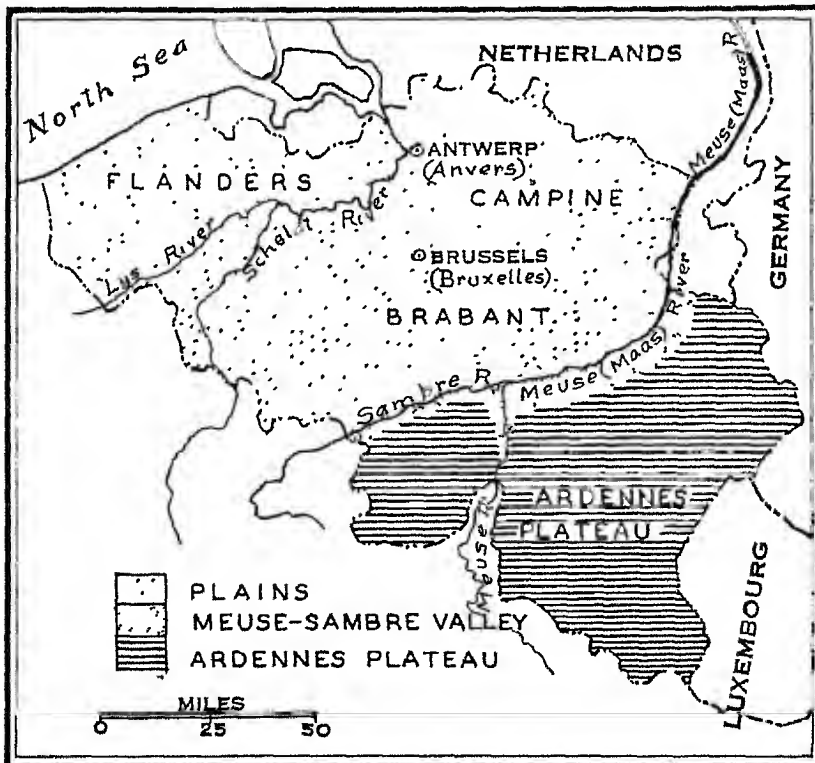 North Sea
NETHERLANDS
Meuse (Maas) R.
ANTWERP
(Anvers)
FLANDERS
CAMPINE
GERMANY
Lys River
Scheldt River
BRUSSELS
(Bruxelles)
BRABANT
Sambre R.
Meuse (Maas) River
ARDENNES
PLATEAU
Meuse R.
LUXEMBOURG
PLAINS
MEUSE-SAMBRE VALLEY
ARDENNES PLATEAU
MILES
0 25 50